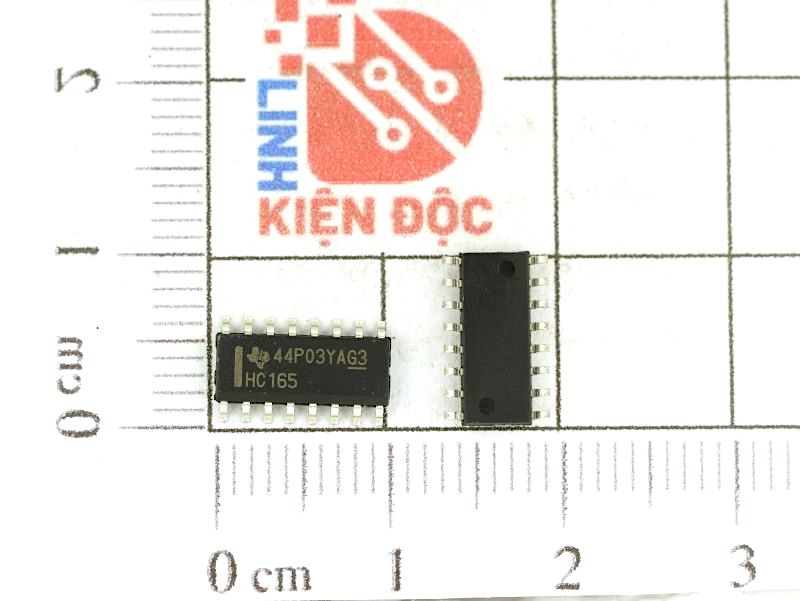 5
LINH
KIỆN ĐỘC
1
44P03YAG3
HC165
0 cm
0 cm 1 2 3